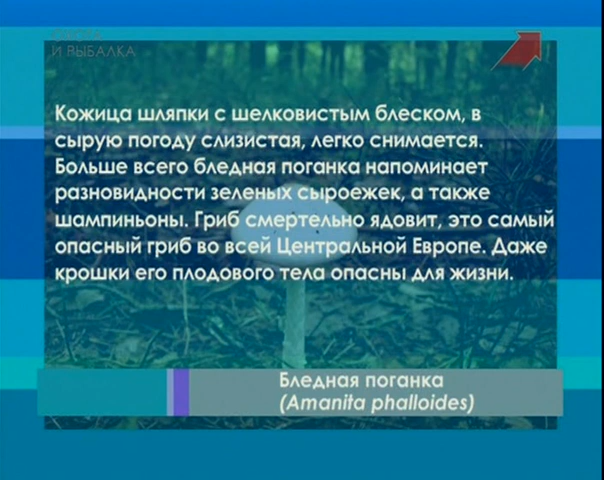 ОХОТА
И РЫБАЛКА
Кожица шляпки с шелковистым блеском, в
сырую погоду слизистая, легко снимается.
Больше всего бледная поганка напоминает
разновидности зеленых сыроежек, а также
шампиньоны. Гриб смертельно ядовит, это самый
опасный гриб во всей Центральной Европе. Даже
крошки его плодового тела опасны для жизни.
Бледная поганка
(Amanita phalloides)